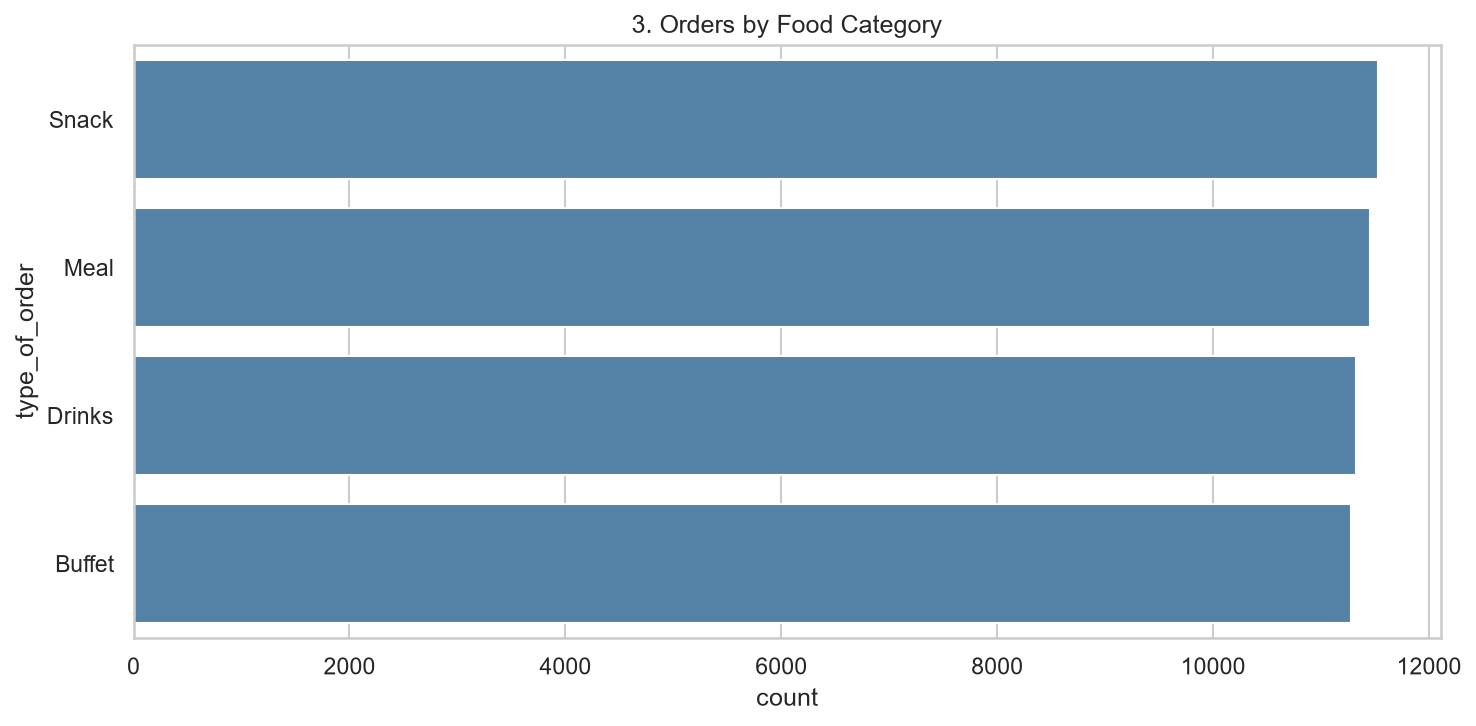 3. Orders by Food Category
type_of_order
Snack
Meal
Drinks
Buffet
0 2000 4000 6000 8000 10000 12000
count